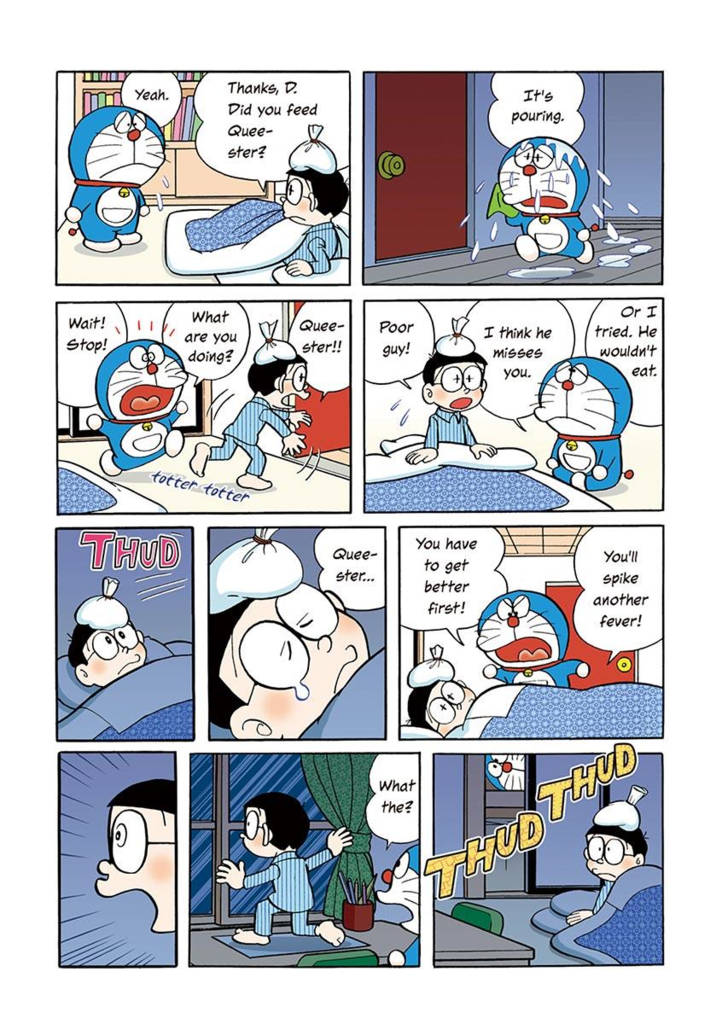 It's
pouring.
Thanks, D.
Did you feed
Quee-
ster?
Yeah.
Or I
tried. He
wouldn't
eat.
I think he
misses
you.
Poor
guy!
Quee-
ster!!
What
are you
doing?
Wait!
Stop!
totter totter
You'll
spike
another
fever!
You have
to get
better
first!
Quee-
ster...
THUD
THUD
THUD
What
the?